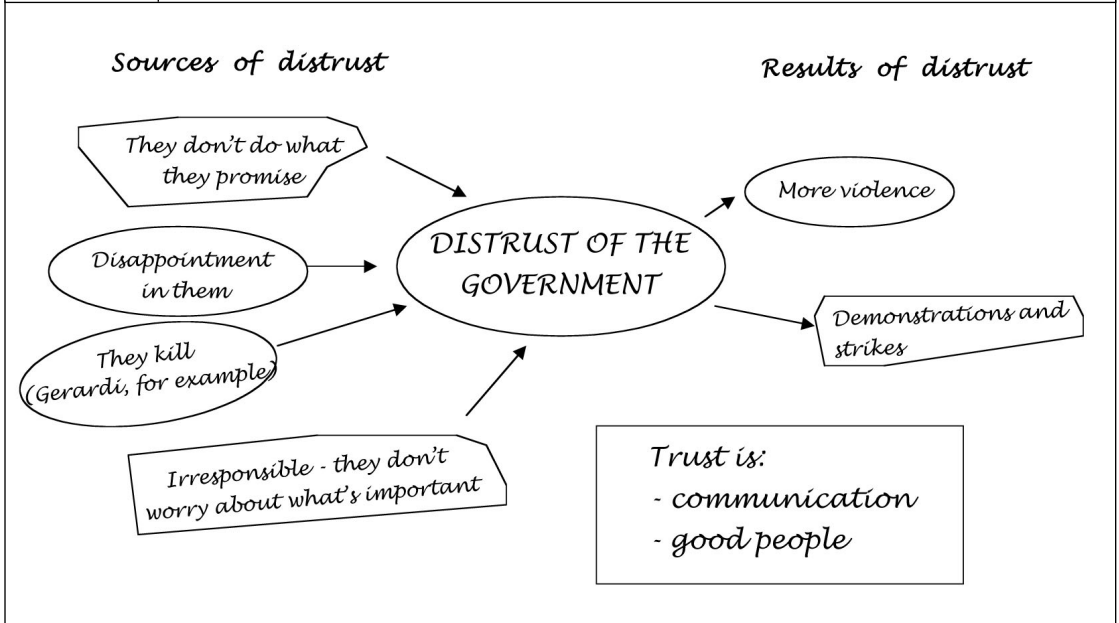 Sources of distrust
Results of distrust
They don't do what
they promise
Disappointment
in them
They kill
(Gerardi, for example)
Irresponsible - they don't
worry about what's important
DISTRUST OF THE
GOVERNMENT
More violence
Demonstrations and
strikes
Trust is:
- communication
- good people